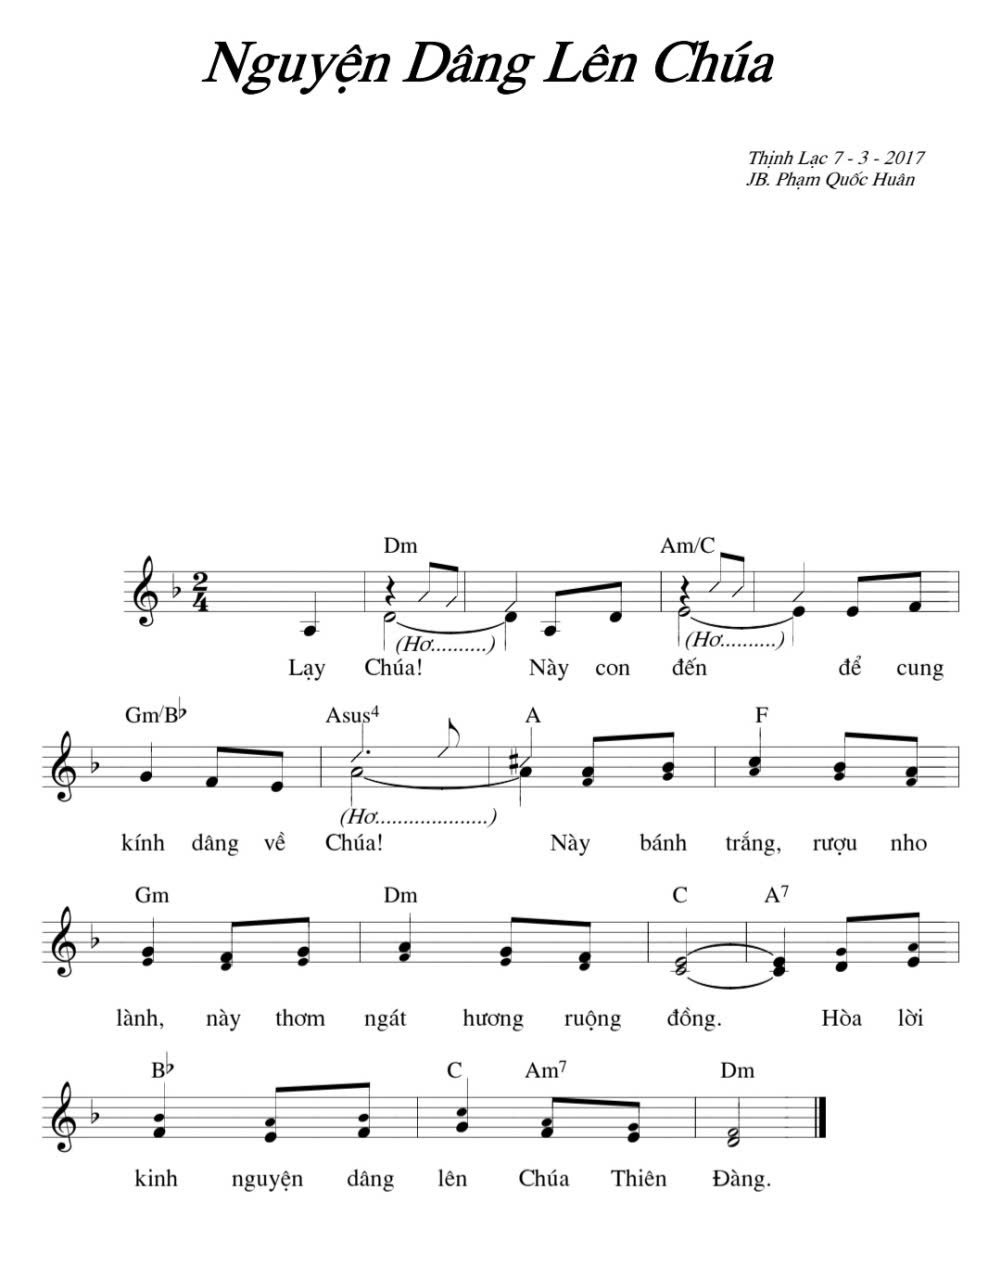 Nguyện Dâng Lên Chúa
Thịnh Lạc 7 - 3 - 2017
JB. Phạm Quốc Huân
Dm Am/C
2
4
(Hơ..........) (Hơ..........)
Lạy Chúa! Này con đến để cung
Gm/B♭ Asus4 A F
(Hơ.....................)
kính dâng về Chúa! Này bánh trắng, rượu nho
Gm Dm C A7
lành, này thơm ngát hương ruộng đồng. Hòa lời
B♭ C Am7 Dm
kinh nguyện dâng lên Chúa Thiên Đàng.